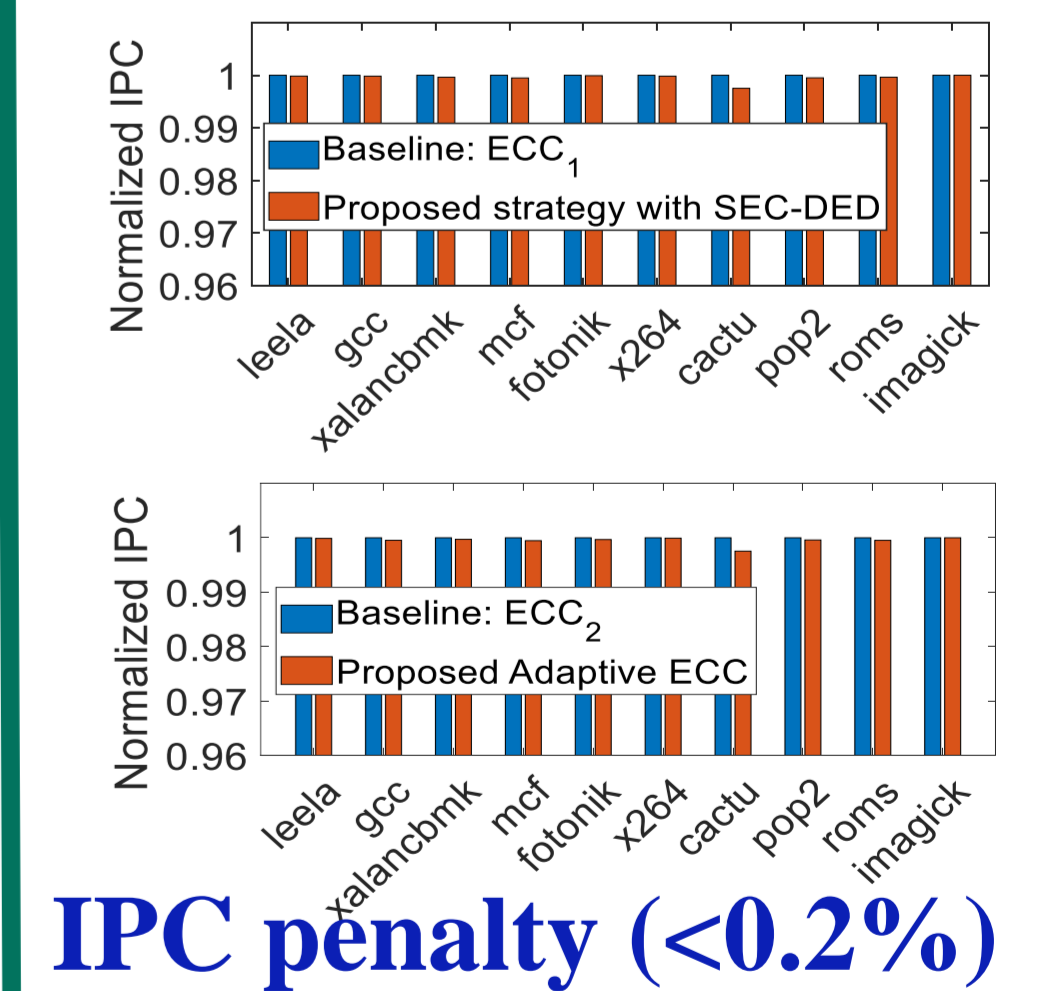 Normalized IPC
1
0.99
0.98
0.97
0.96
Baseline: ECC1
Proposed strategy with SEC-DED
leela
gcc
xalancbmk
mcf
fotonik
x264
cactu
pop2
roms
imagick
Normalized IPC
1
0.99
0.98
0.97
0.96
Baseline: ECC2
Proposed Adaptive ECC
leela
gcc
xalancbmk
mcf
fotonik
x264
cactu
pop2
roms
imagick
IPC penalty (<0.2%)